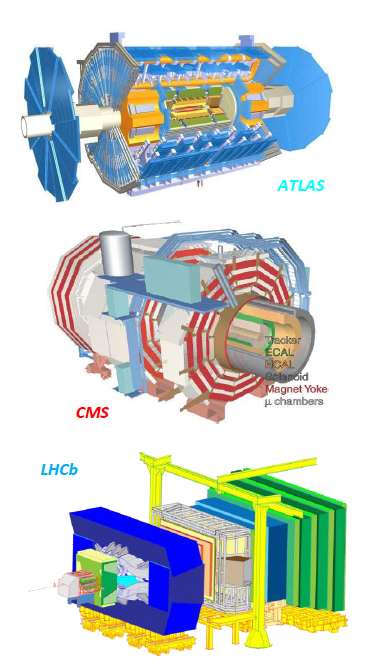 ATLAS
Tracker
ECAL
HCAL
Solenoid
Magnet Yoke
μ chambers
CMS
LHCb